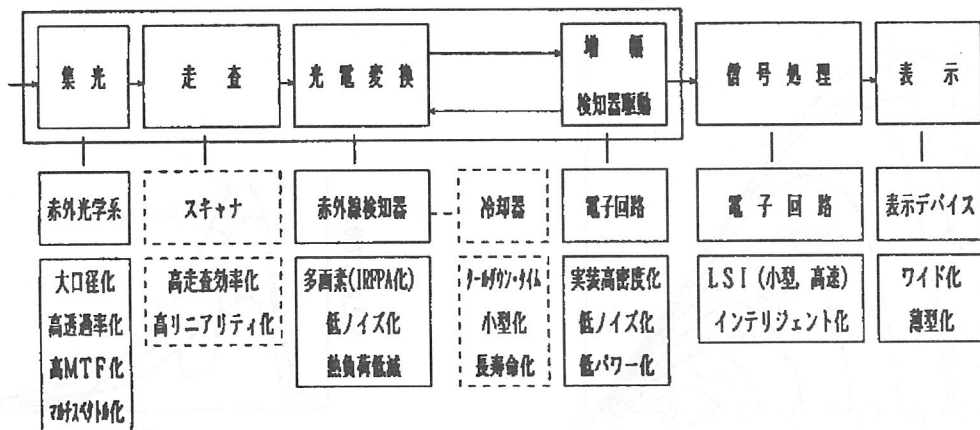 集光
走査
光電変換
増幅
検知器駆動
信号処理
表示
赤外光学系
スキャナ
赤外線検知器
冷却器
電子回路
電子回路
表示デバイス
大口径化
高透過率化
高MTF化
マルチスペクトル化
高走査効率化
高リニアリティ化
多画素(IRFPA化)
低ノイズ化
熱負荷低減
クールダウン・タイム
小型化
長寿命化
実装高密度化
低ノイズ化
低パワー化
LSI(小型,高速)
インテリジェント化
ワイド化
薄型化